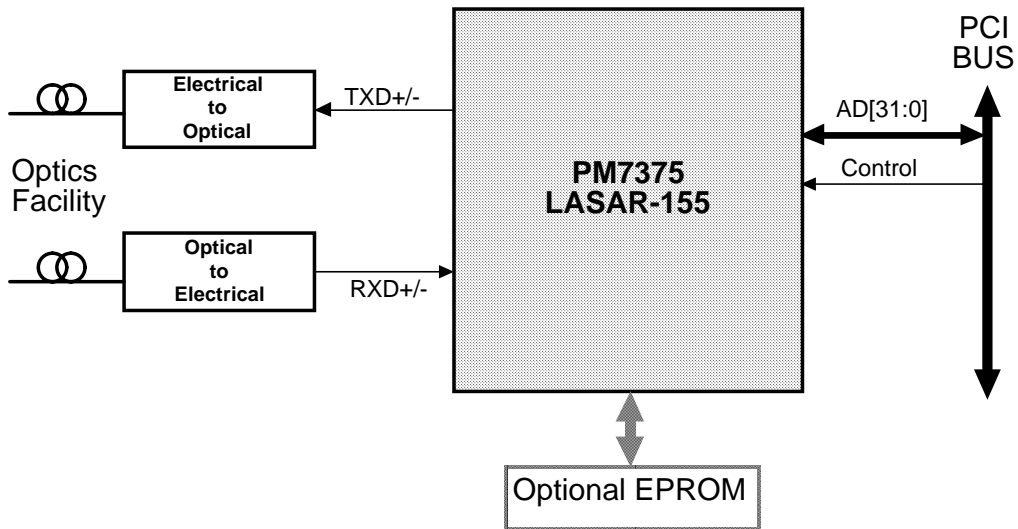 PCI
BUS
Electrical
to
Optical
TXD+/-
AD[31:0]
Optics
Facility
PM7375
LASAR-155
Control
Optical
to
Electrical
RXD+/-
Optional EPROM